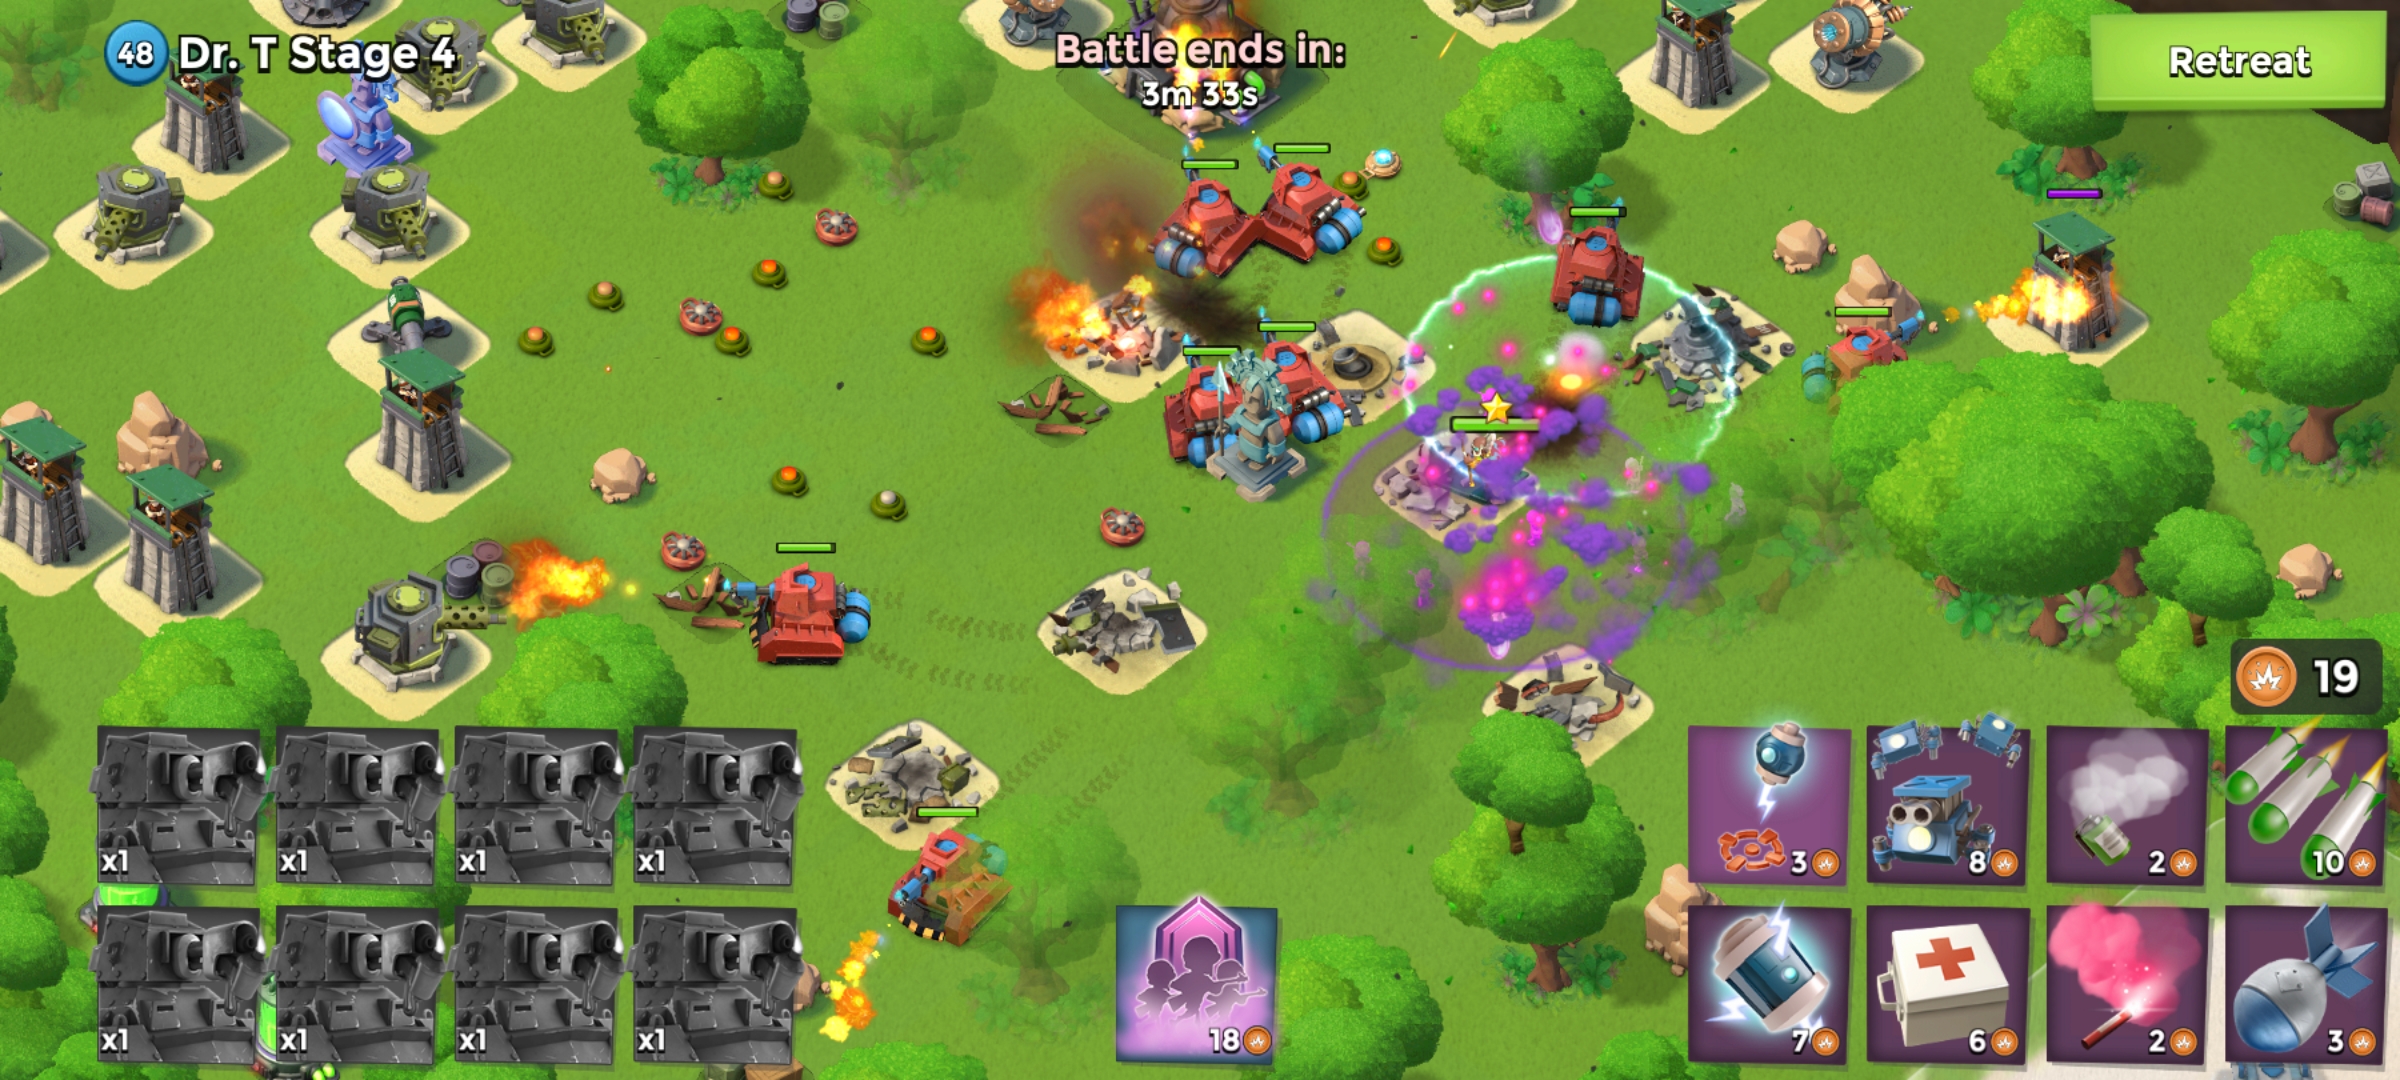 48 Dr. T Stage 4
Battle ends in:
3m 33s
Retreat
19
x1 x1 x1 x1
3 8 2 10
x1 x1 x1 x1
18
7 6 2 3